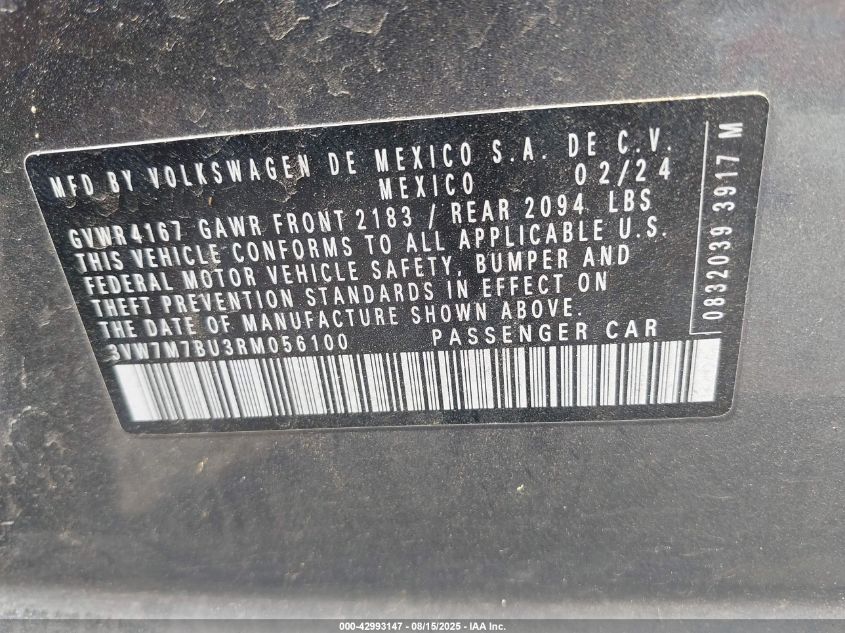 MFD BY VOLKSWAGEN DE MEXICO S.A. DE C.V.
MEXICO 02/24
GVWR4167 GAWR FRONT 2183 / REAR 2094 LBS
THIS VEHICLE CONFORMS TO ALL APPLICABLE U.S.
FEDERAL MOTOR VEHICLE SAFETY, BUMPER AND
THEFT PREVENTION STANDARDS IN EFFECT ON
THE DATE OF MANUFACTURE SHOWN ABOVE.
3VW7M7BU3RM056100 PASSENGER CAR
0832039 3917 M
000-42993147 - 08/15/2025 - IAA Inc.